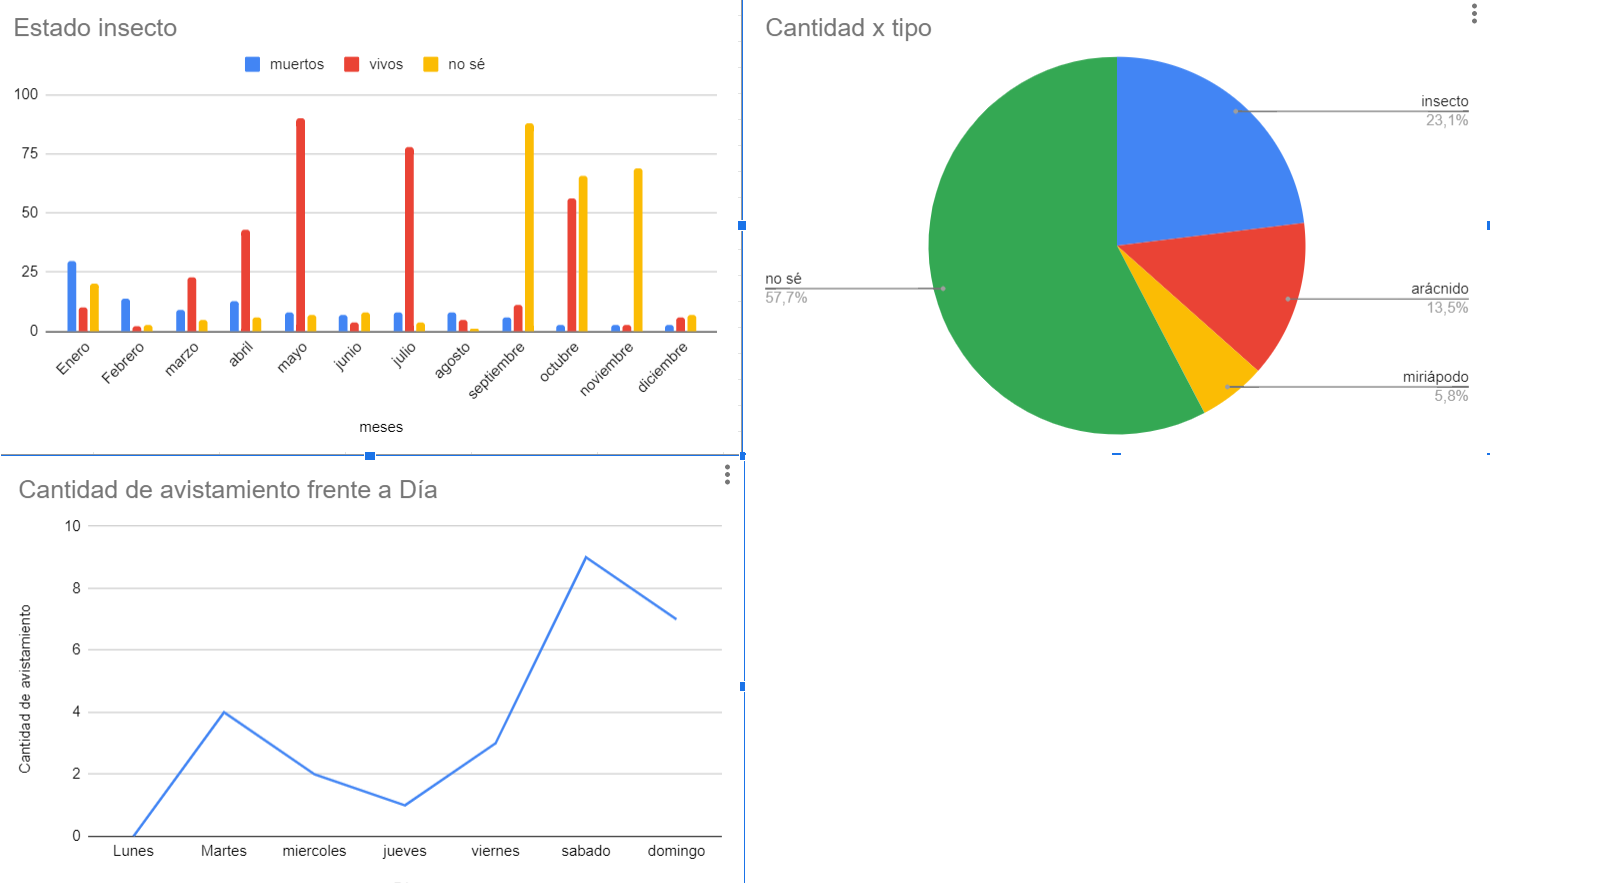 Estado insecto
muertos vivos no sé
100
75
50
25
0
Enero Febrero marzo abril mayo junio julio agosto septiembre octubre noviembre diciembre
meses
Cantidad x tipo
insecto
23,1%
no sé
57,7%
arácnido
13,5%
miriápodo
5,8%
Cantidad de avistamiento frente a Día
Cantidad de avistamiento
10
8
6
4
2
0
Lunes Martes miercoles jueves viernes sabado domingo